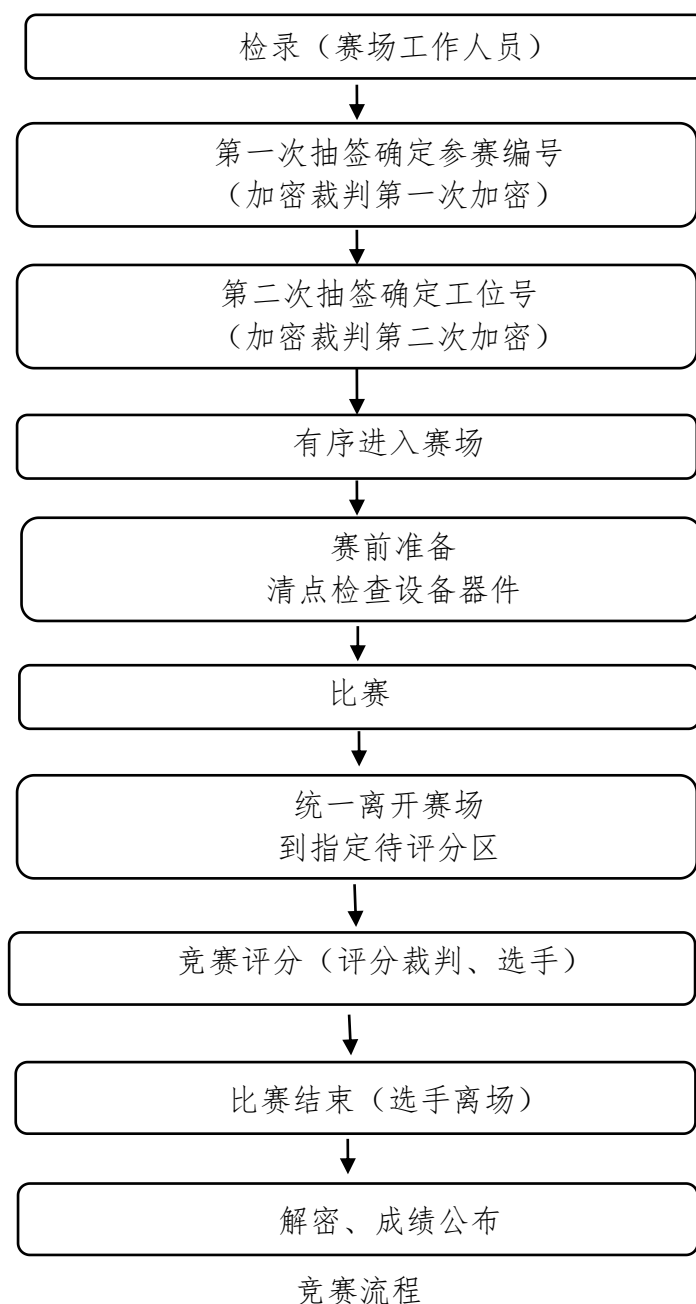 检录（赛场工作人员）
第一次抽签确定参赛编号
（加密裁判第一次加密）
第二次抽签确定工位号
（加密裁判第二次加密）
有序进入赛场
赛前准备
清点检查设备器件
比赛
统一离开赛场
到指定待评分区
竞赛评分（评分裁判、选手）
比赛结束（选手离场）
解密、成绩公布
竞赛流程